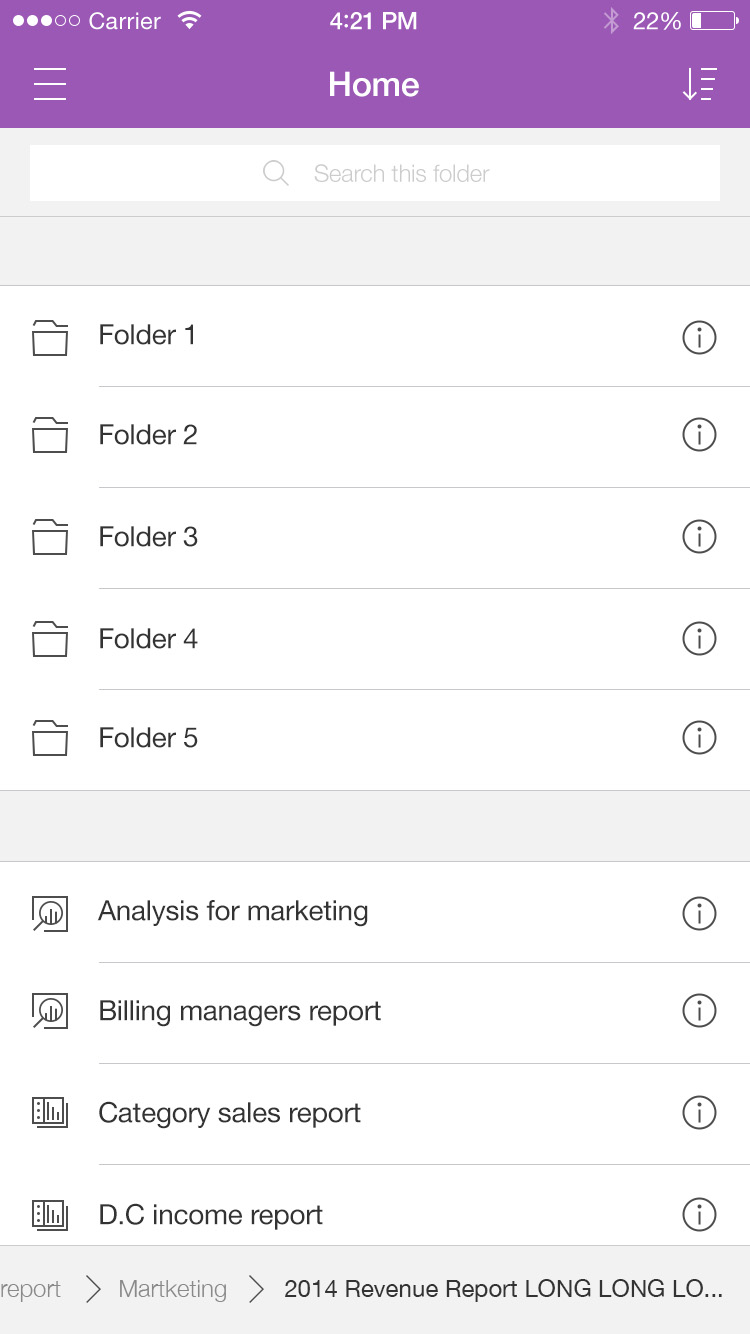 Carrier 4:21 PM 22%
Home
Search this folder
Folder 1
Folder 2
Folder 3
Folder 4
Folder 5
Analysis for marketing
Billing managers report
Category sales report
D.C income report
report Martketing 2014 Revenue Report LONG LONG LO...